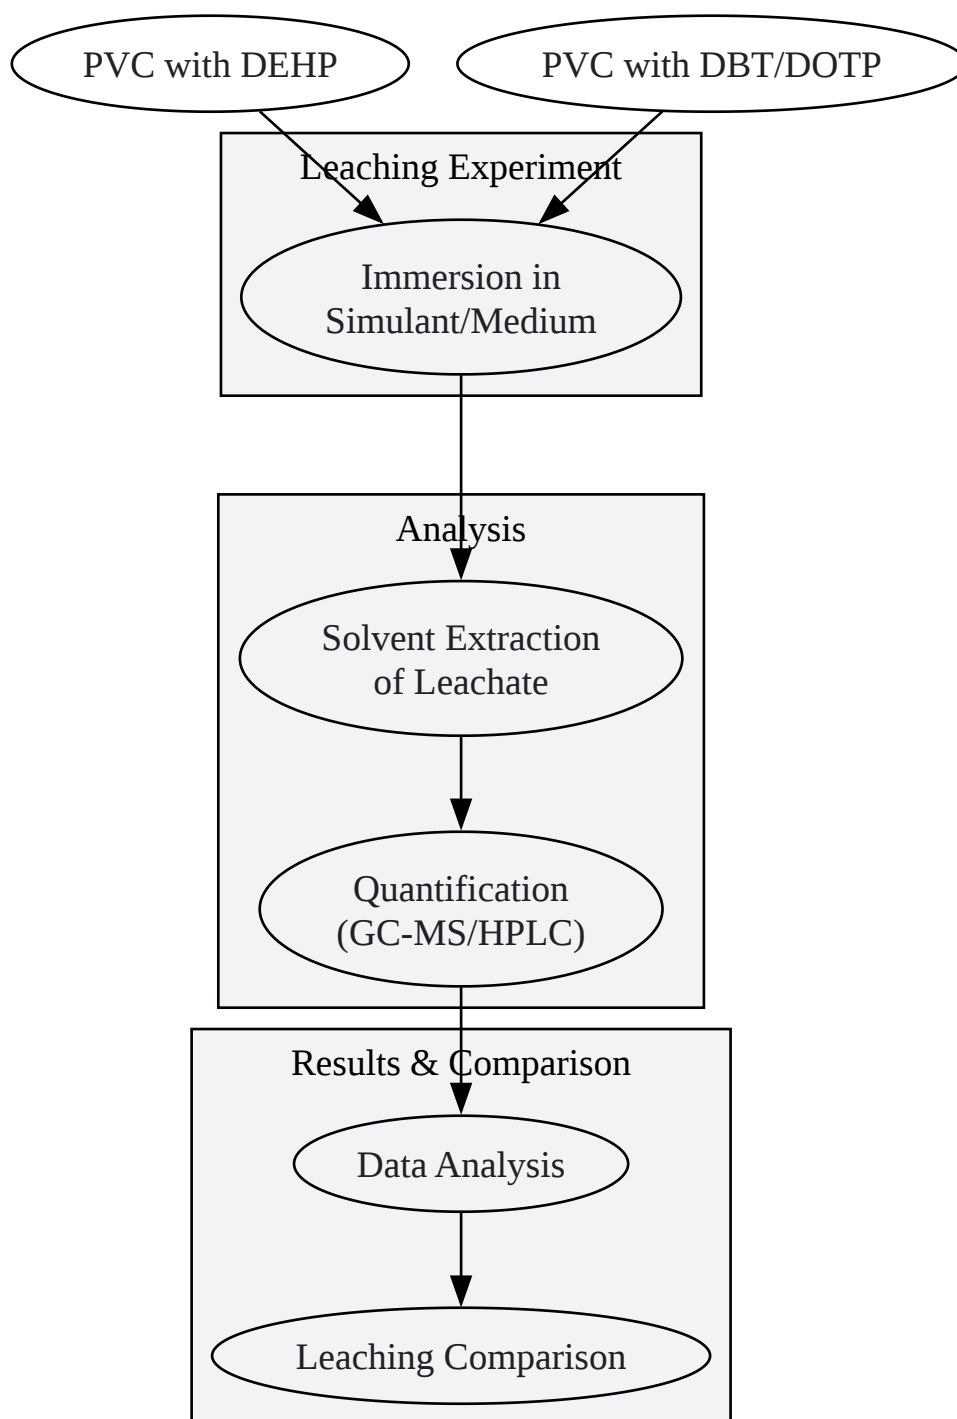 PVC with DEHP
PVC with DBT/DOTP
Leaching Experiment
Immersion in
Simulant/Medium
Analysis
Solvent Extraction
of Leachate
Quantification
(GC-MS/HPLC)
Results & Comparison
Data Analysis
Leaching Comparison